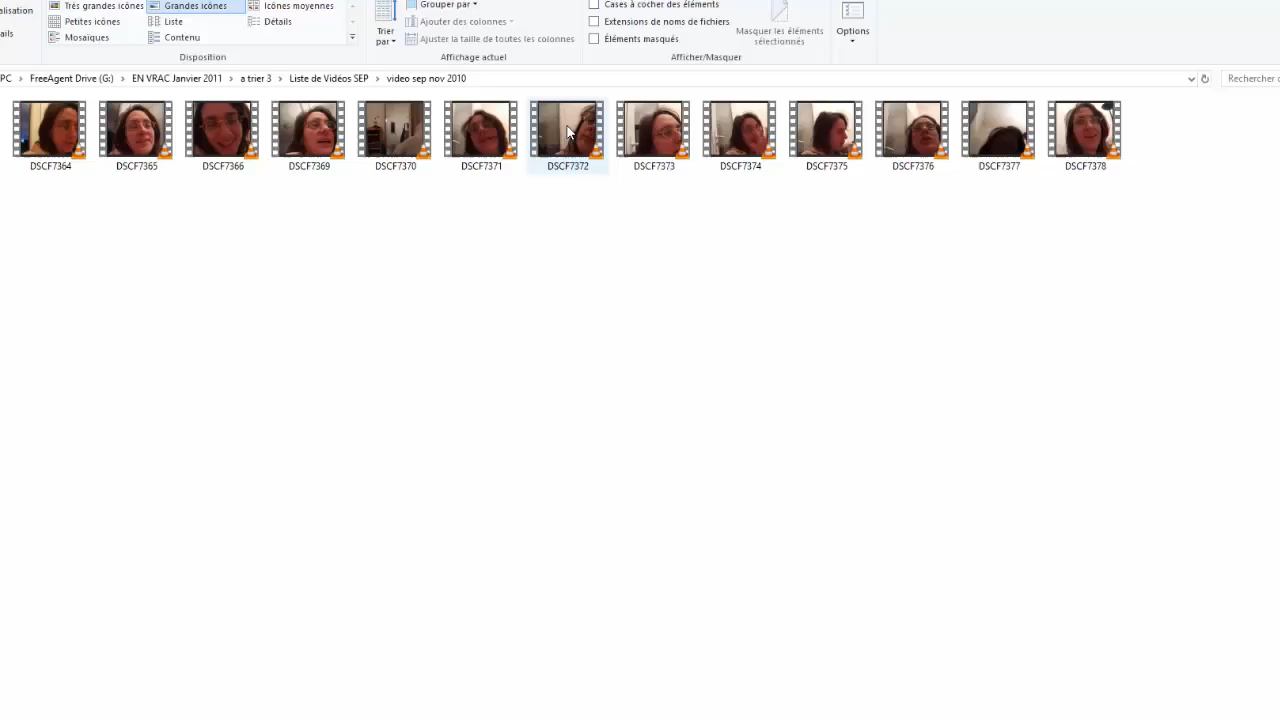 alisation
Très grandes icônes
Grandes icônes
Icônes moyennes
Petites icônes
Liste
Détails
ails
Mosaïques
Contenu
Disposition
Trier
par
Grouper par
Ajouter des colonnes
Ajuster la taille de toutes les colonnes
Affichage actuel
Cases à cocher des éléments
Extensions de noms de fichiers
Éléments masqués
Masquer les éléments
sélectionnés
Afficher/Masquer
Options
PC > FreeAgent Drive (G:) > EN VRAC Janvier 2011 > a trier 3 > Liste de Vidéos SEP > video sep nov 2010
Rechercher
DSCF7364 DSCF7365 DSCF7366 DSCF7369 DSCF7370 DSCF7371 DSCF7372 DSCF7373 DSCF7374 DSCF7375 DSCF7376 DSCF7377 DSCF7378